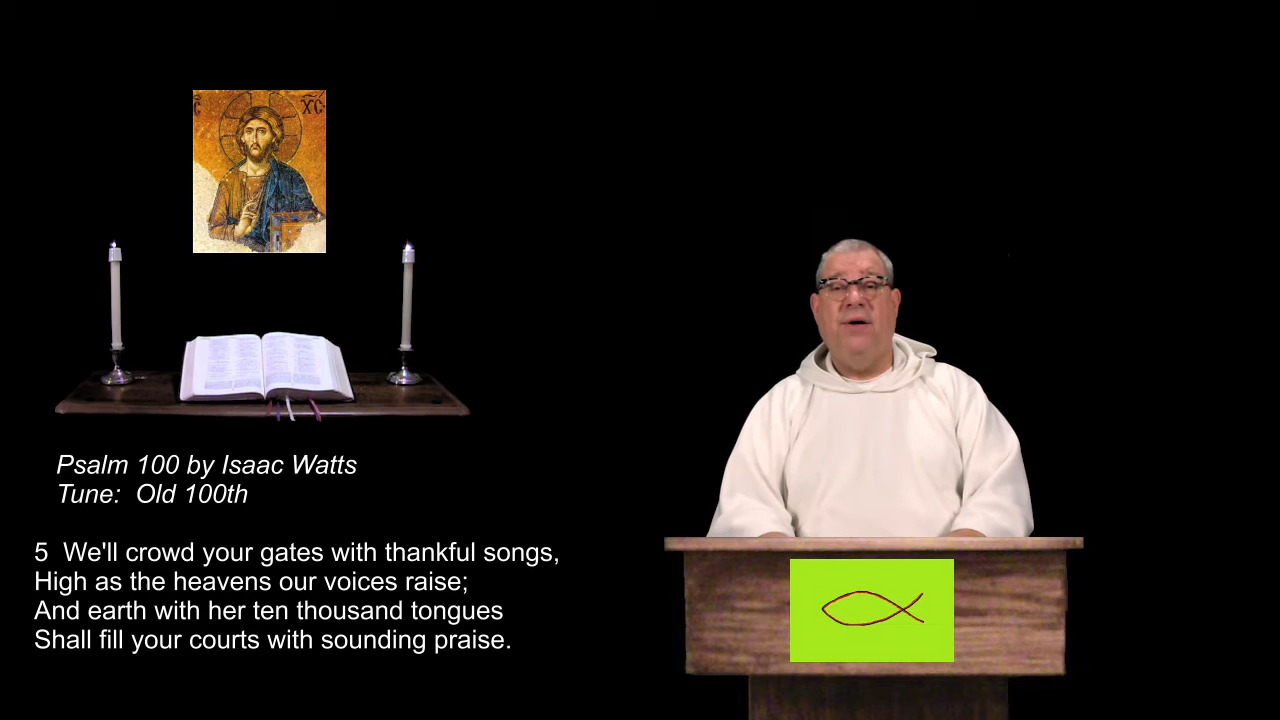 XC
Psalm 100 by Isaac Watts
Tune: Old 100th
5 We'll crowd your gates with thankful songs,
High as the heavens our voices raise;
And earth with her ten thousand tongues
Shall fill your courts with sounding praise.